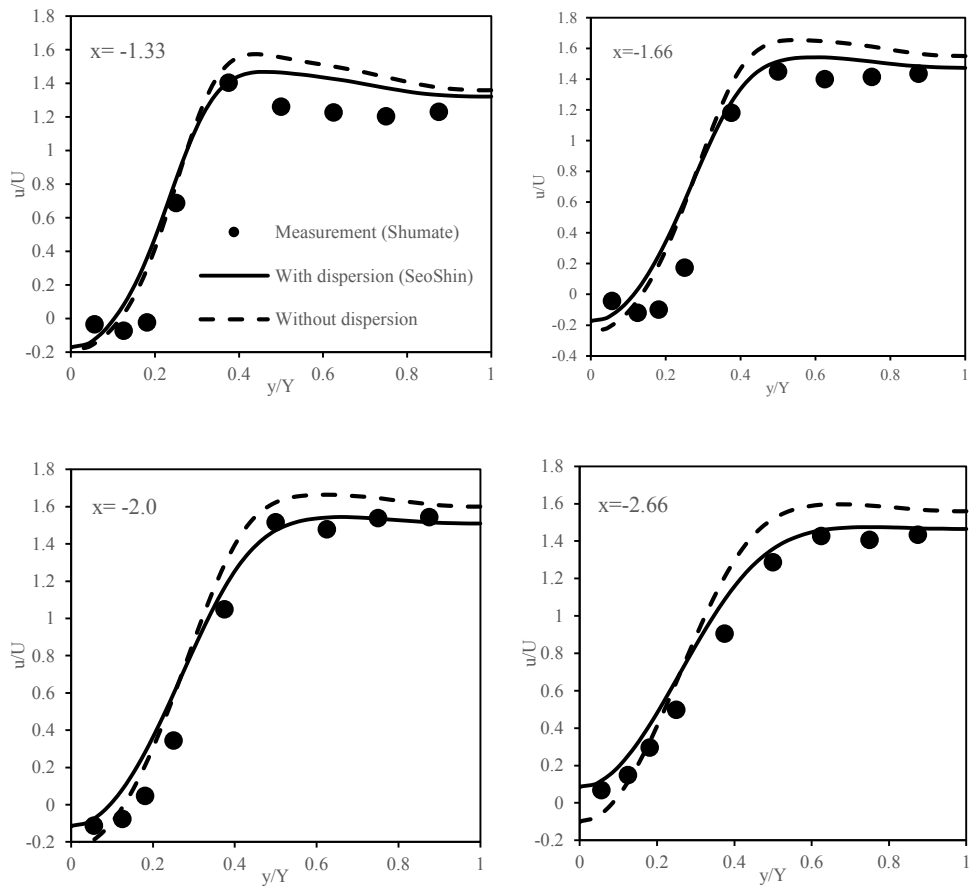 x= -1.33
1.8
1.6
1.4
1.2
1
0.8
0.6
0.4
0.2
0
-0.2
u/U
Measurement (Shumate)
With dispersion (SeoShin)
Without dispersion
0 0.2 0.4 0.6 0.8 1
y/Y
x=-1.66
1.8
1.6
1.4
1.2
1
0.8
0.6
0.4
0.2
0
-0.2
-0.4
u/U
0 0.2 0.4 0.6 0.8 1
y/Y
x= -2.0
1.8
1.6
1.4
1.2
1
0.8
0.6
0.4
0.2
0
-0.2
u/U
0 0.2 0.4 0.6 0.8 1
y/Y
x=-2.66
1.8
1.6
1.4
1.2
1
0.8
0.6
0.4
0.2
0
-0.2
u/U
0 0.2 0.4 0.6 0.8 1
y/Y